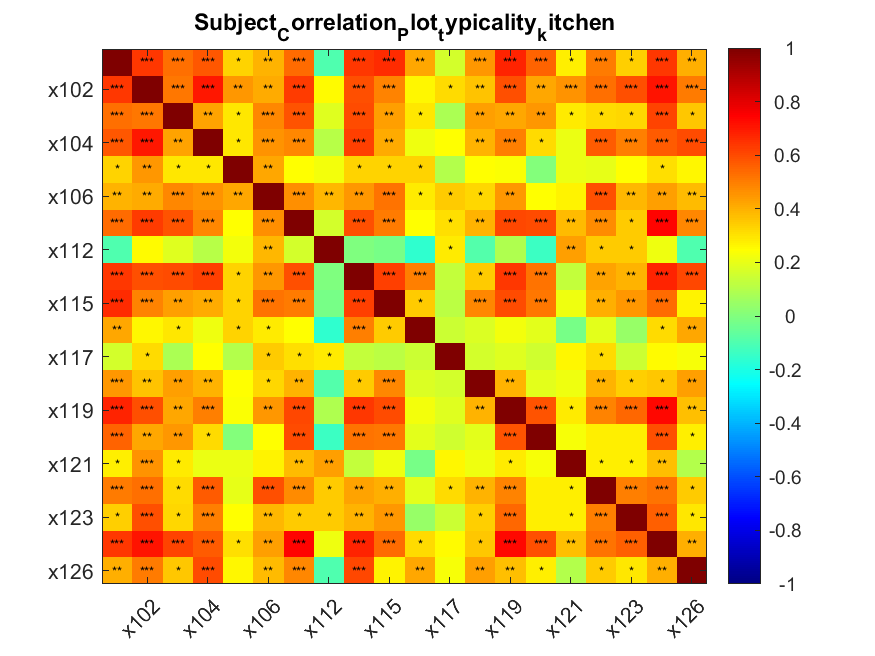 SubjectCorrelationPlottypicalitykitchen
x102
x104
x106
x112
x115
x117
x119
x121
x123
x126
x102 x104 x106 x112 x115 x117 x119 x121 x123 x126
1
0.8
0.6
0.4
0.2
0
-0.2
-0.4
-0.6
-0.8
-1